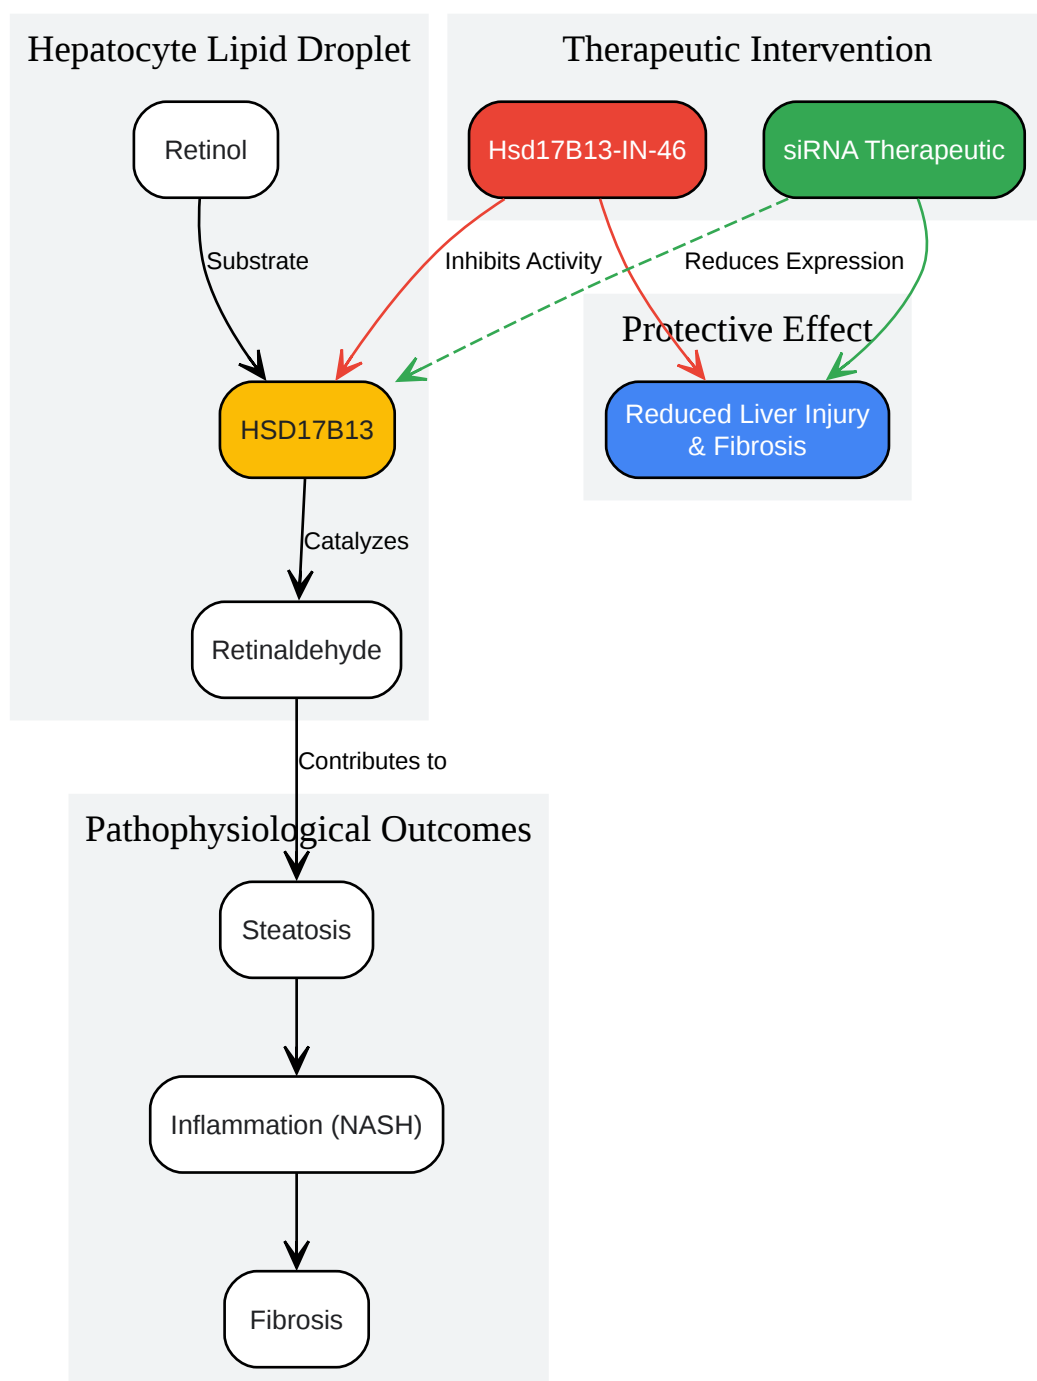 Hepatocyte Lipid Droplet
Therapeutic Intervention
Retinol
Hsd17B13-IN-46
siRNA Therapeutic
Substrate
Inhibits Activity
Reduces Expression
Protective Effect
HSD17B13
Reduced Liver Injury
& Fibrosis
Catalyzes
Retinaldehyde
Contributes to
Pathophysiological Outcomes
Steatosis
Inflammation (NASH)
Fibrosis